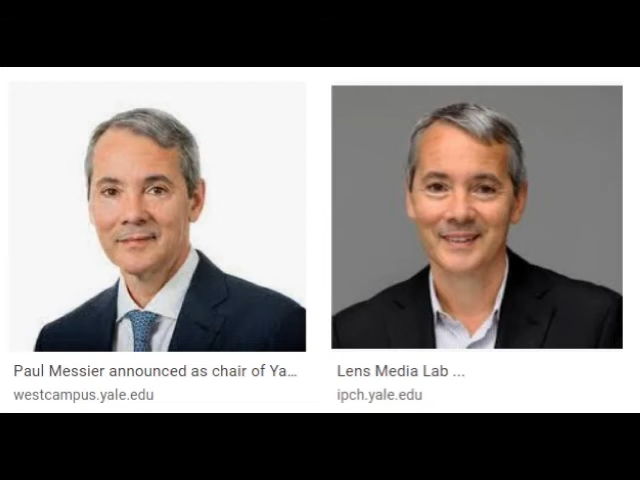 Paul Messier announced as chair of Ya...
westcampus.yale.edu
Lens Media Lab ...
ipch.yale.edu